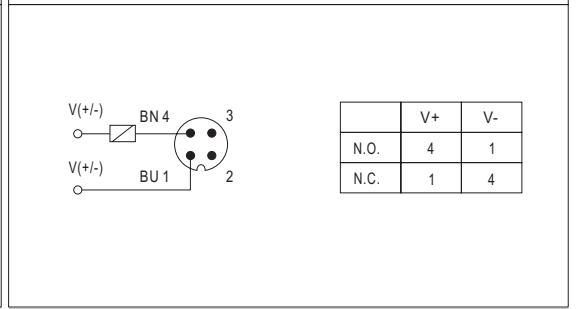 V(+/-)
BN 4
3
V(+/-)
BU 1
2
V+ V-
N.O. 4 1
N.C. 1 4